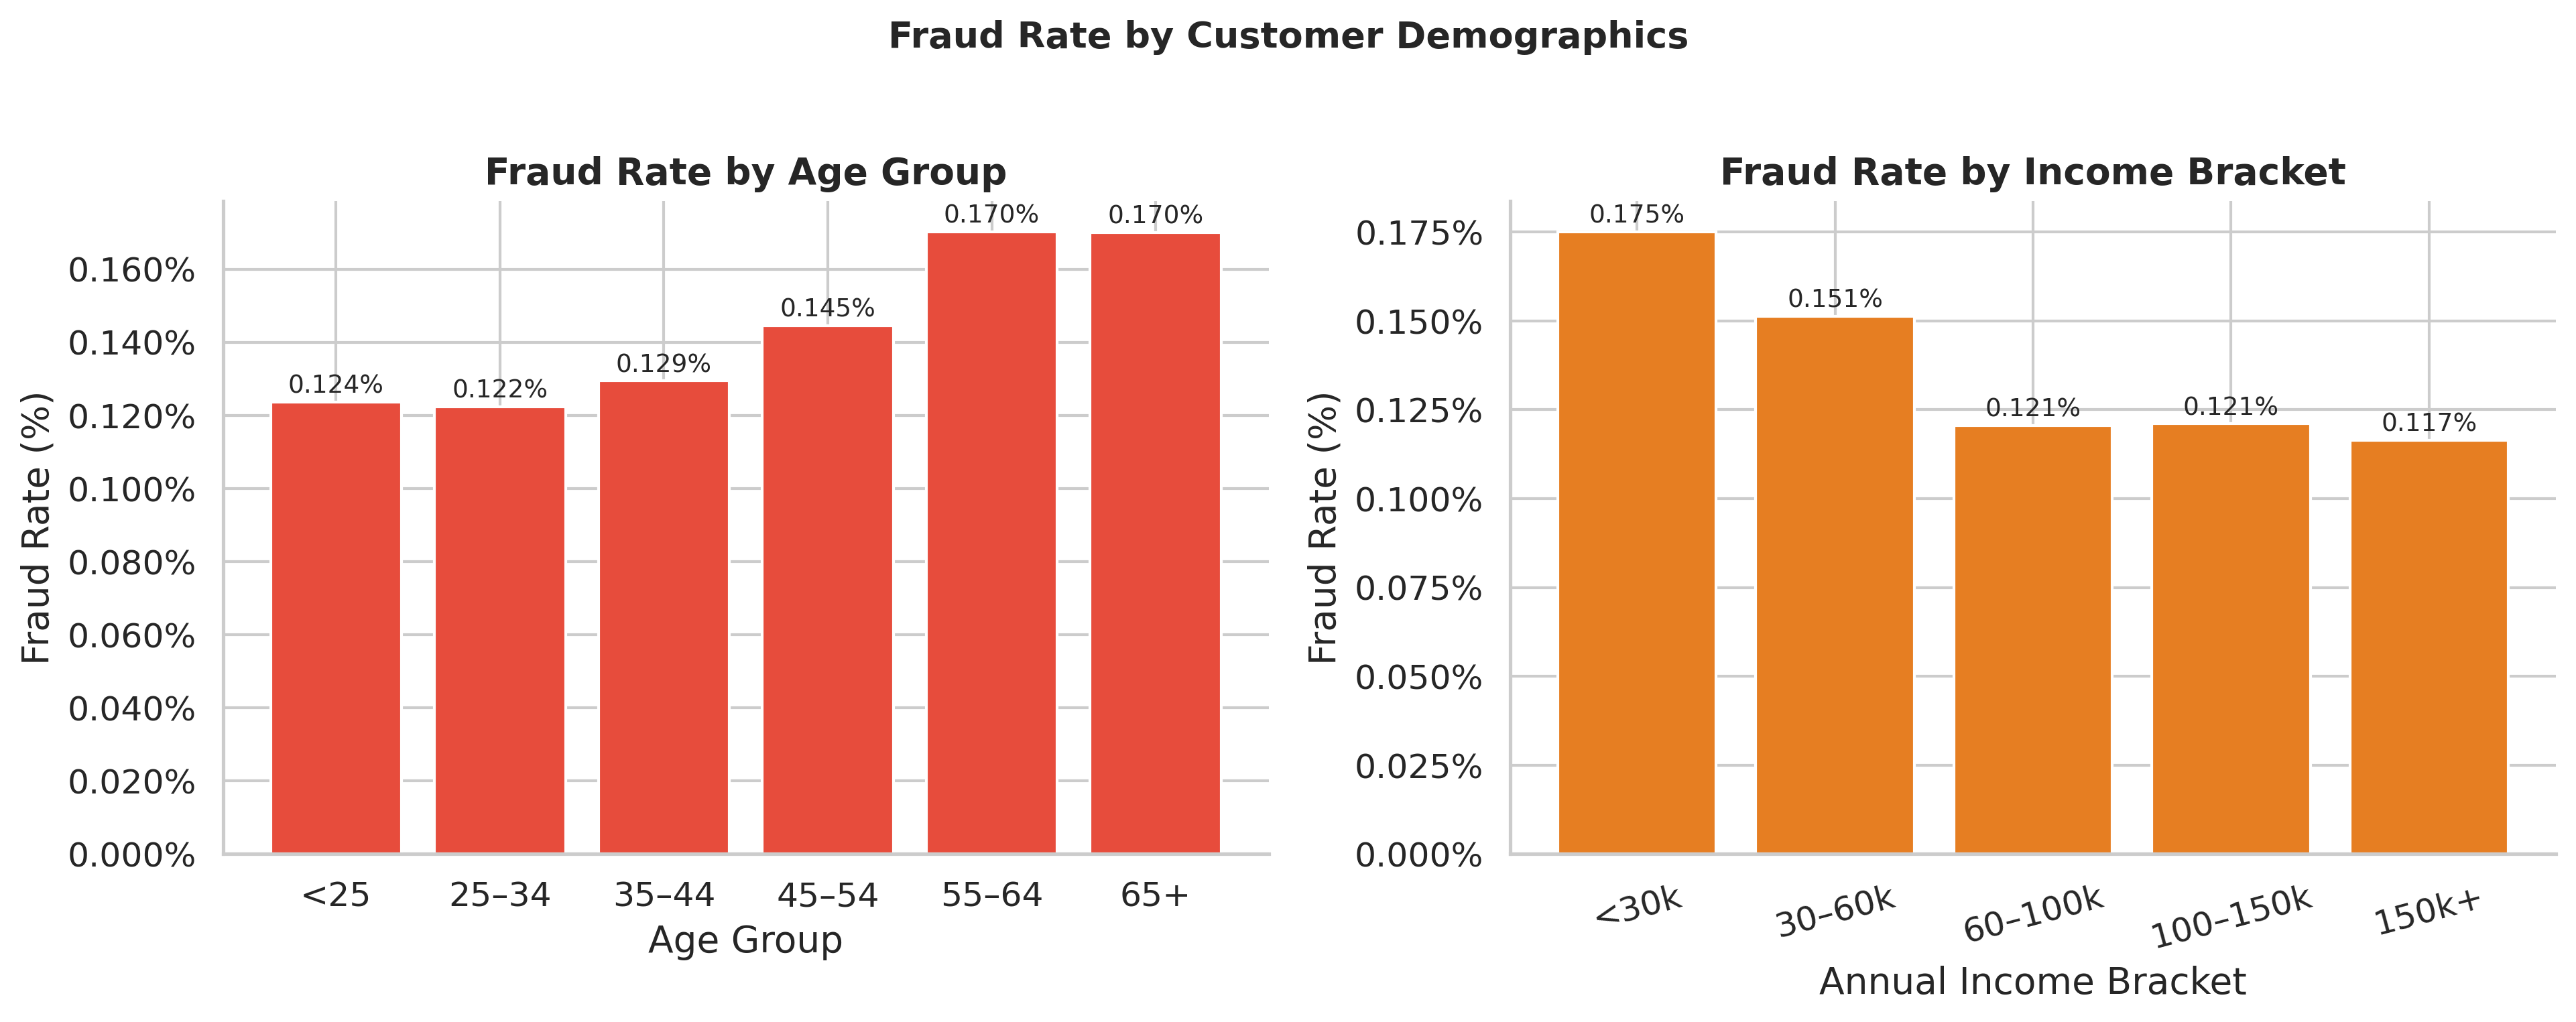 Fraud Rate by Customer Demographics
Fraud Rate by Age Group
Fraud Rate (%)
0.160%
0.140%
0.120%
0.100%
0.080%
0.060%
0.040%
0.020%
0.000%
0.124%
0.122%
0.129%
0.145%
0.170%
0.170%
<25
25–34
35–44
45–54
55–64
65+
Age Group
Fraud Rate by Income Bracket
Fraud Rate (%)
0.175%
0.150%
0.125%
0.100%
0.075%
0.050%
0.025%
0.000%
0.175%
0.151%
0.121%
0.121%
0.117%
<30k
30–60k
60–100k
100–150k
150k+
Annual Income Bracket